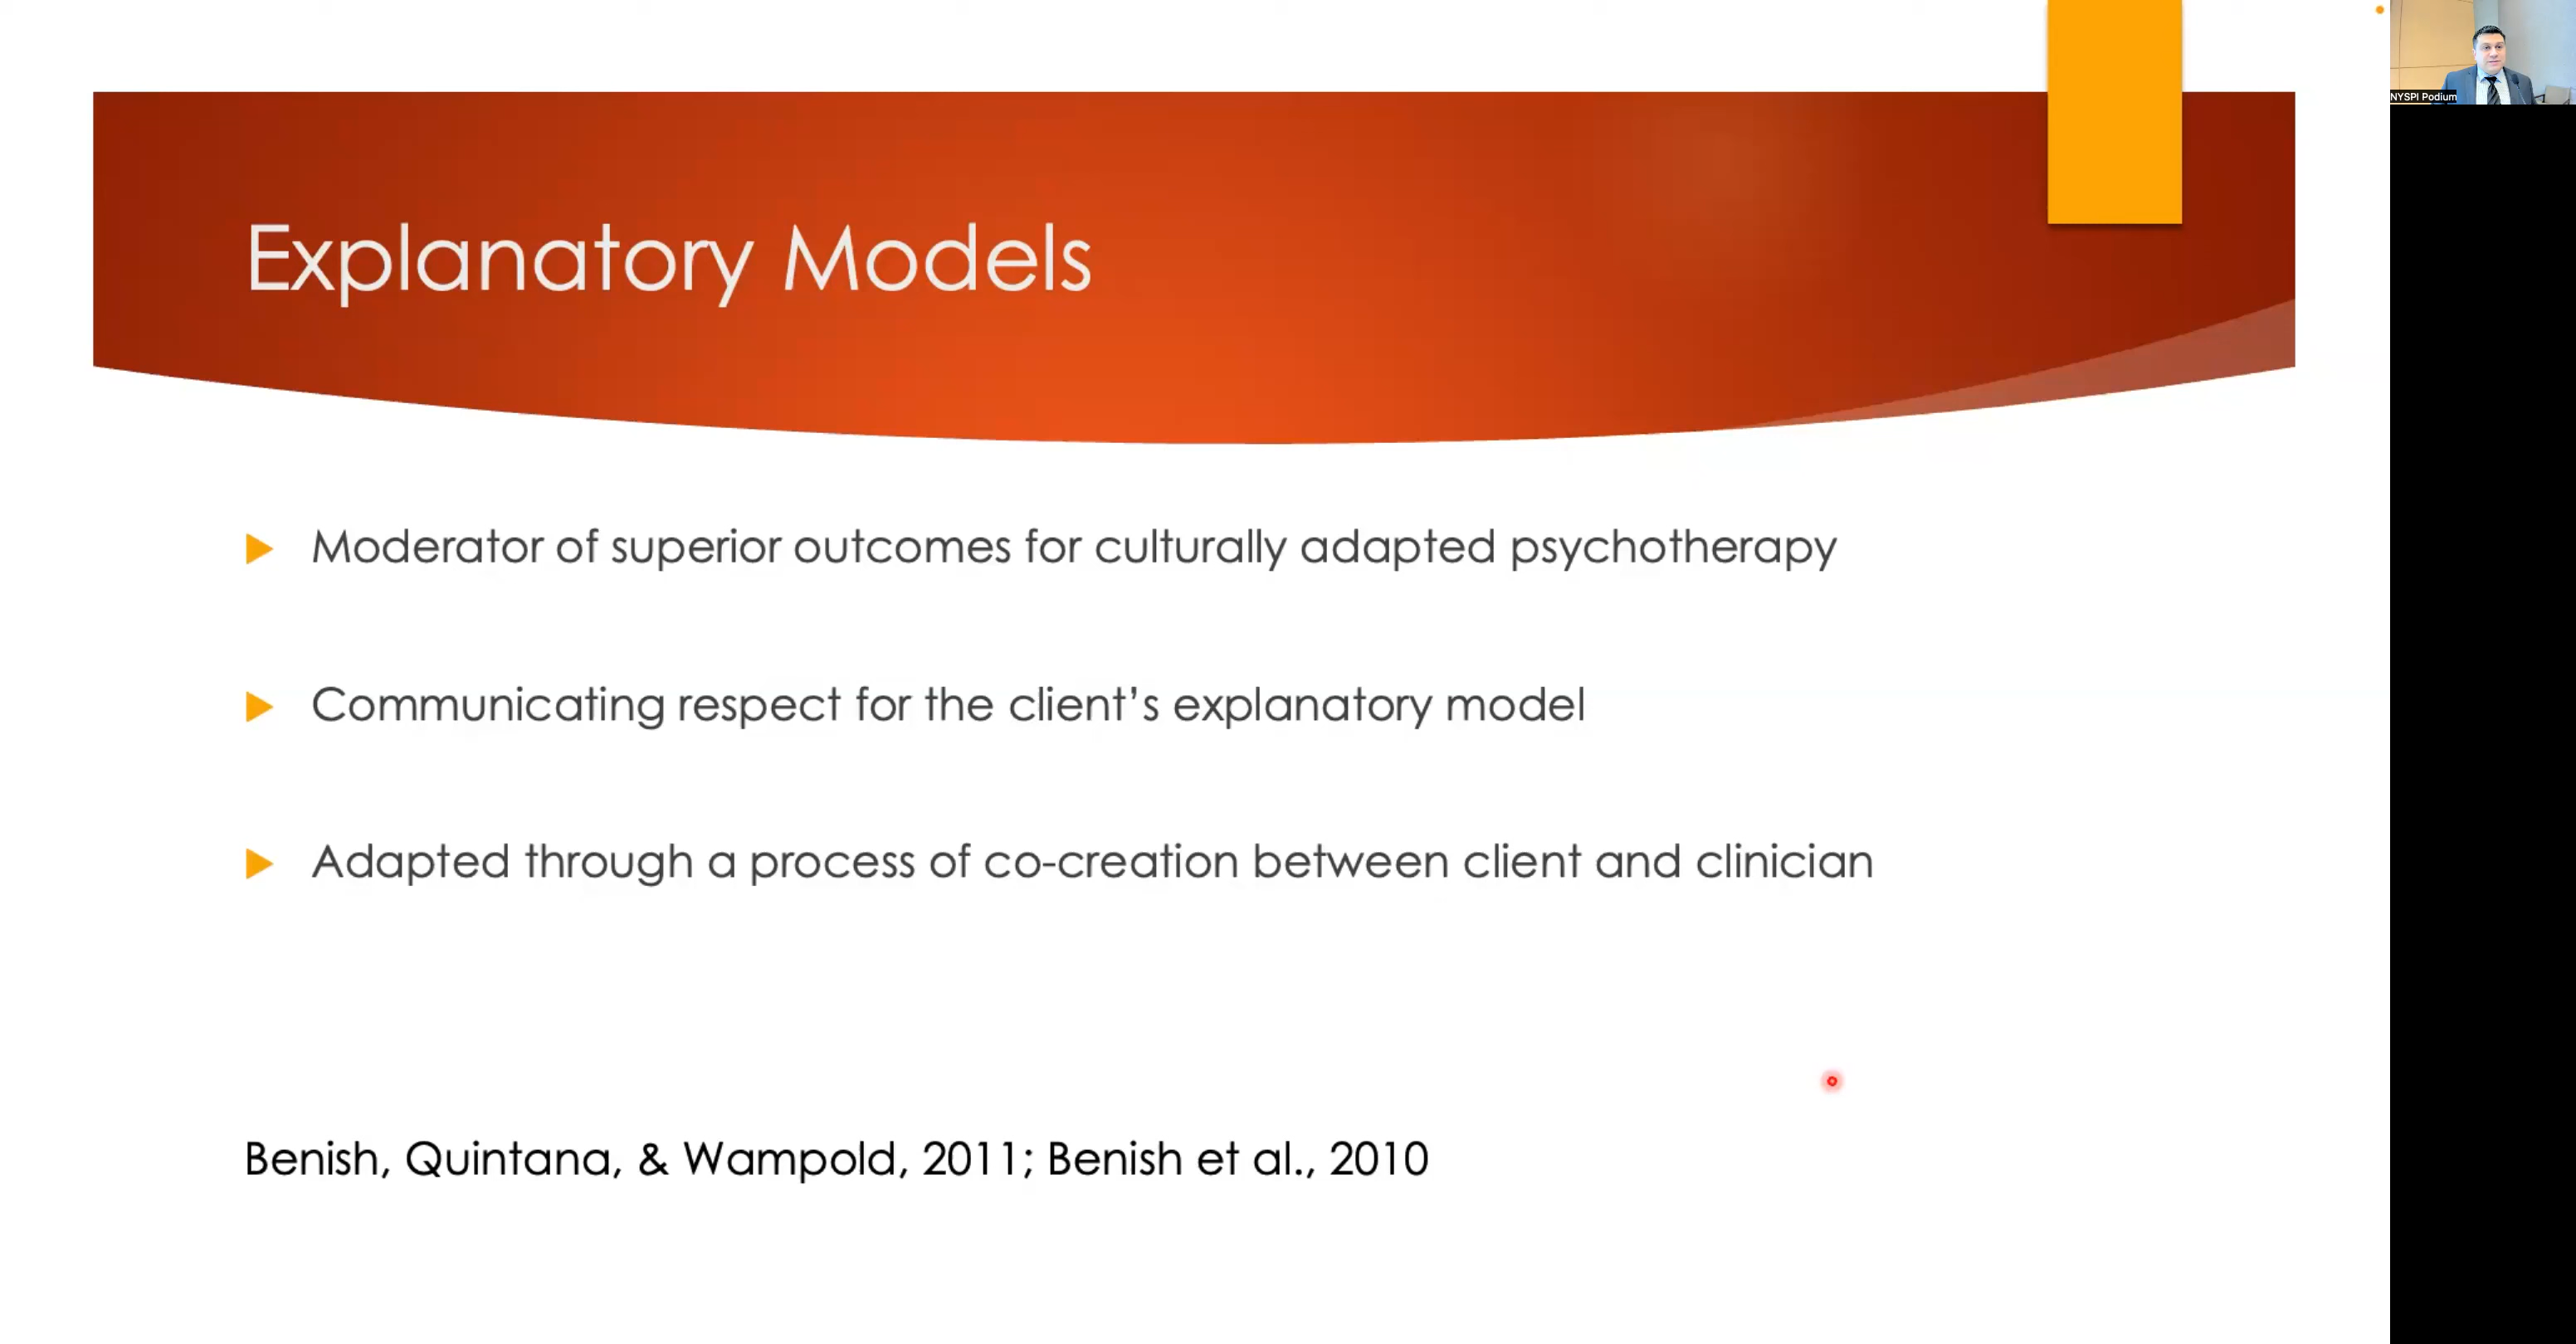 Explanatory Models
Moderator of superior outcomes for culturally adapted psychotherapy
Communicating respect for the client’s explanatory model
Adapted through a process of co-creation between client and clinician
Benish, Quintana, & Wampold, 2011; Benish et al., 2010
NYSPI Podium